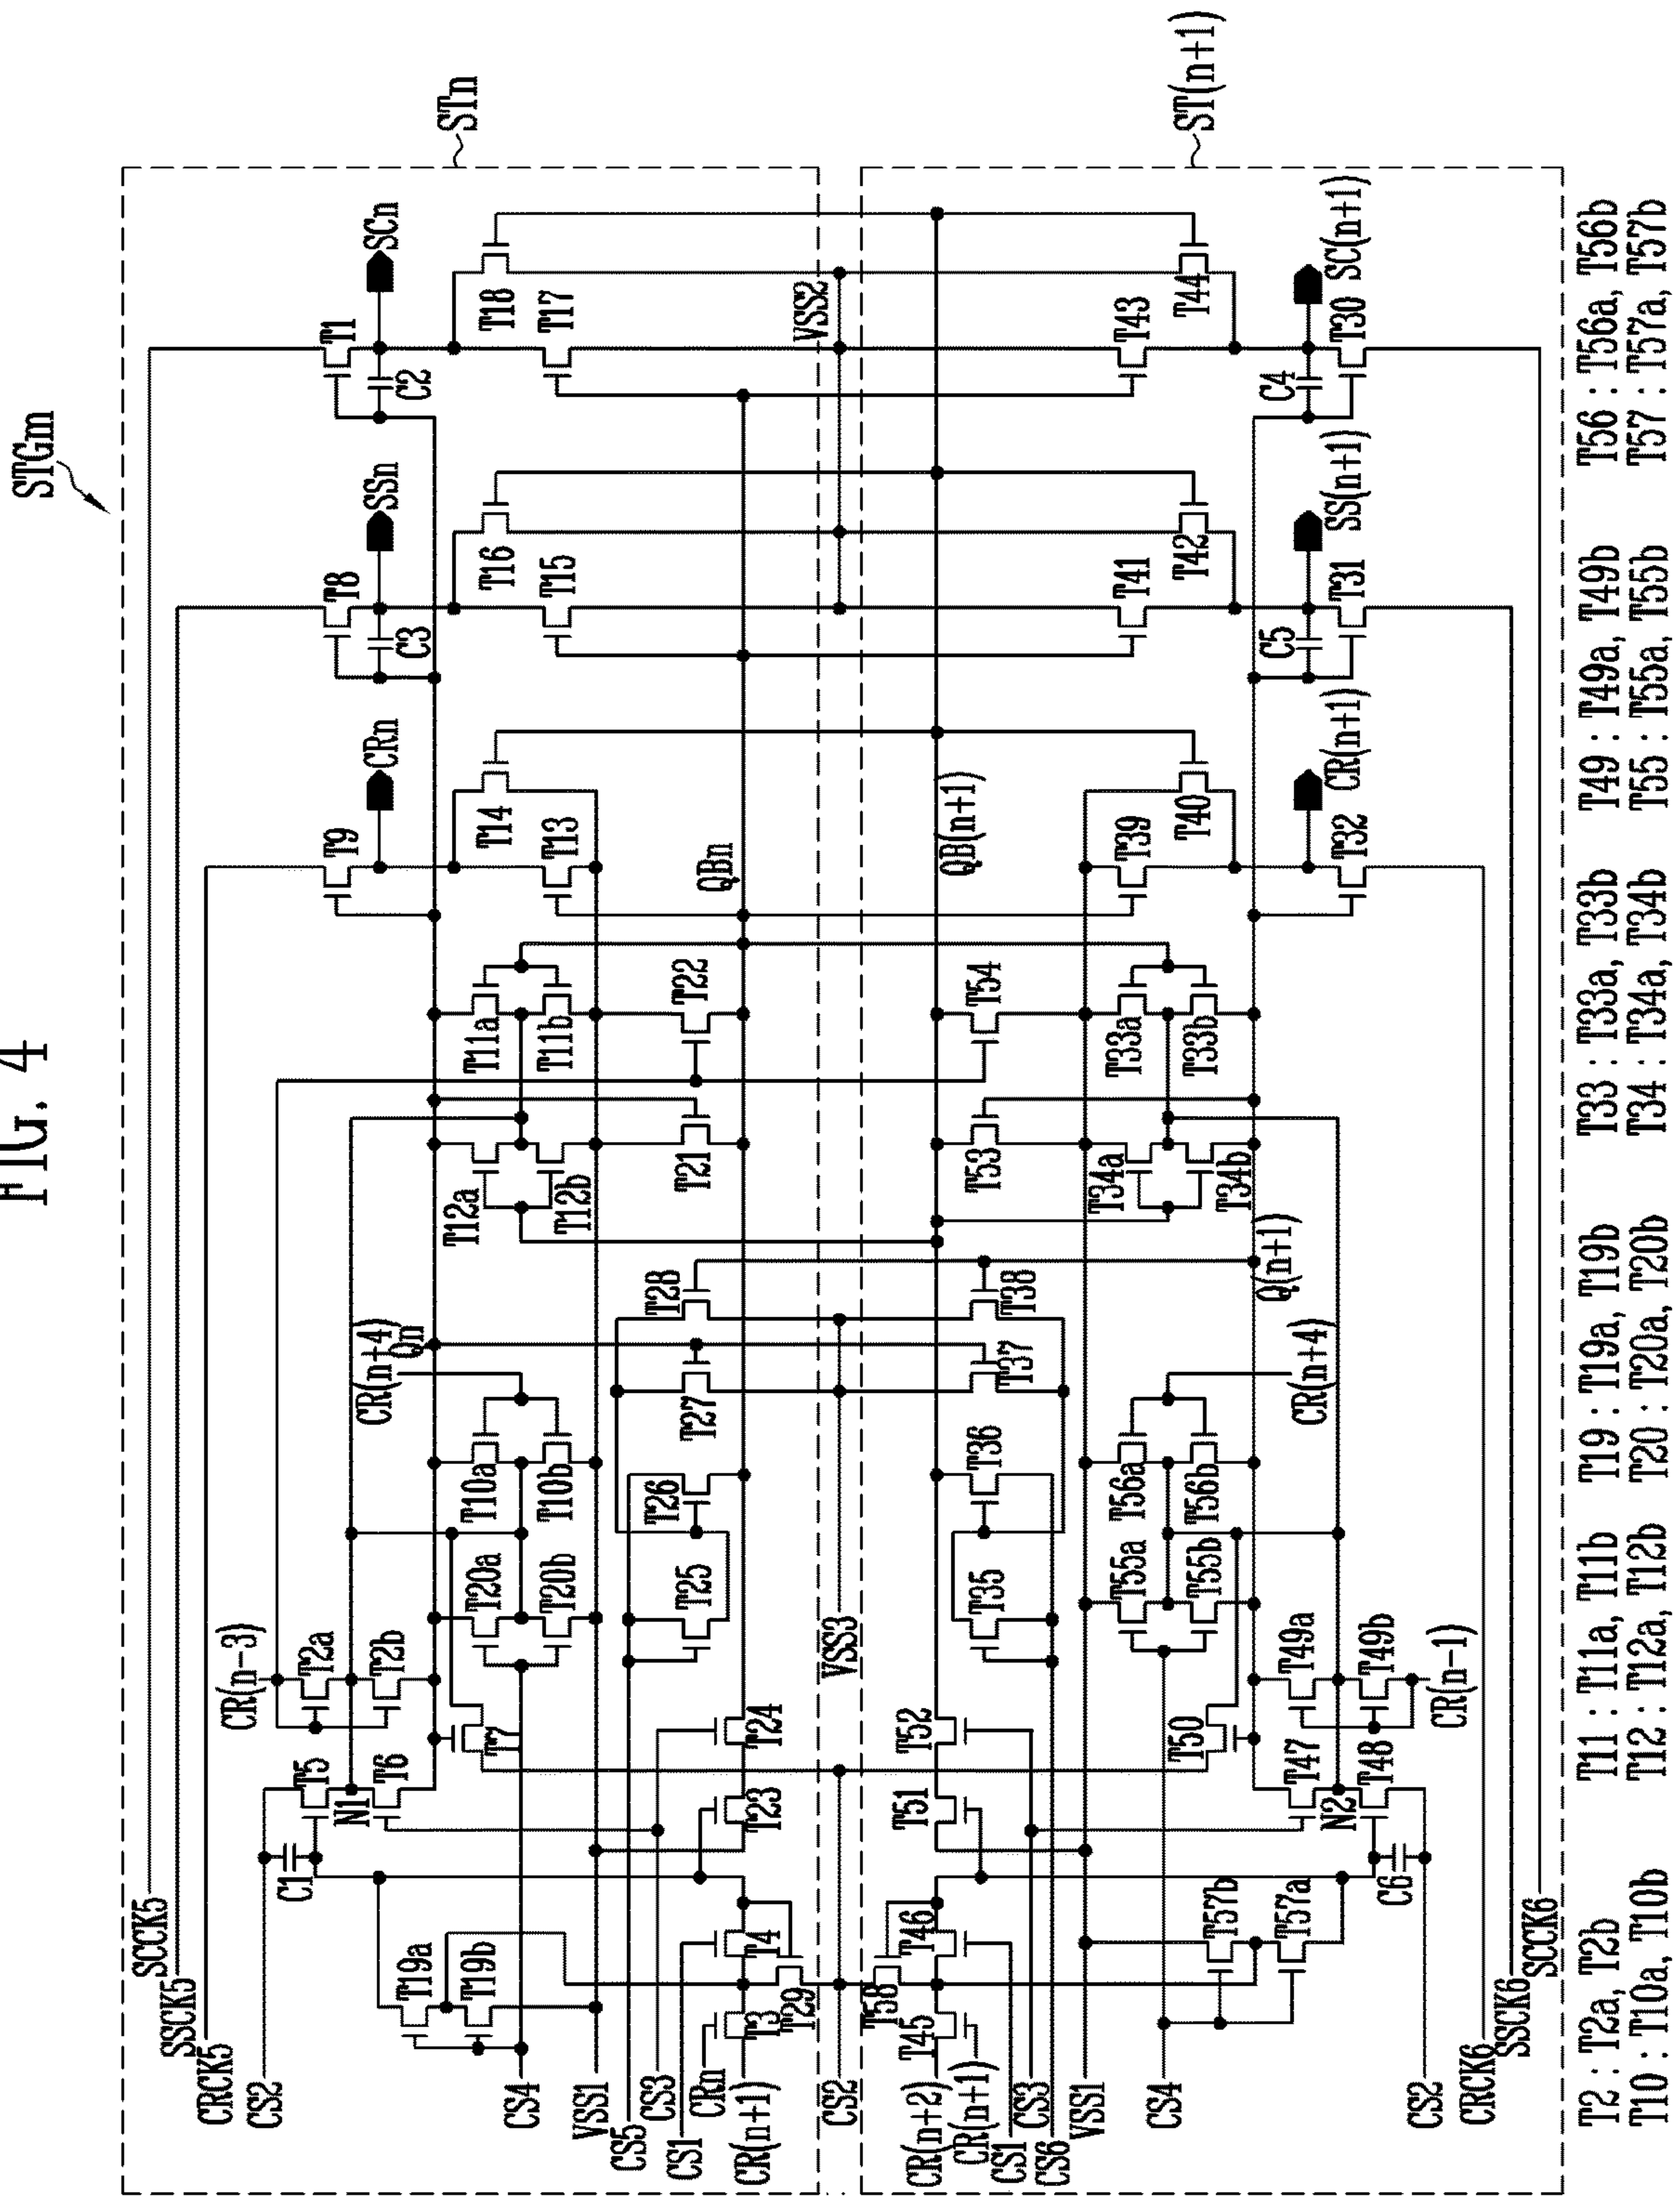 FIG. 4
STGm
STn
ST(n+1)
SCCK5
SSCK5
CRCK5
CS2
CR(n-3)
C1
T5
N1
T6
T2a
T2b
T7
T19a
T19b
CS4
VSS1
CS5
CS3
CS1
CRn
CR(n+1)
T3
T4
T29
T23
T24
T20a
T20b
T10a
T10b
CR(n+4)
Qn
T25
T26
T27
T28
T12a
T12b
T11a
T11b
T21
T22
QBn
T9
CRn
T14
T13
T8
SSn
C3
T16
T15
T1
SCn
C2
T18
T17
VSS2
VSS3
CS2
CR(n+2)
CR(n+1)
CS1
CS3
CS6
VSS1
CS4
CS2
CRCK6
SSCK6
SCCK6
T45
T46
T58
T51
T52
T57b
T57a
C6
T47
N2
T48
T50
T49a
T49b
CR(n-1)
T55a
T55b
T56a
T56b
CR(n+4)
T35
T36
T37
T38
Q(n+1)
T53
T54
T34a
T34b
T33a
T33b
QB(n+1)
T39
T40
CR(n+1)
T32
T41
T42
SS(n+1)
C5
T31
T43
T44
SC(n+1)
C4
T30
T2 : T2a, T2b
T10 : T10a, T10b
T11 : T11a, T11b
T12 : T12a, T12b
T19 : T19a, T19b
T20 : T20a, T20b
T33 : T33a, T33b
T34 : T34a, T34b
T49 : T49a, T49b
T55 : T55a, T55b
T56 : T56a, T56b
T57 : T57a, T57b